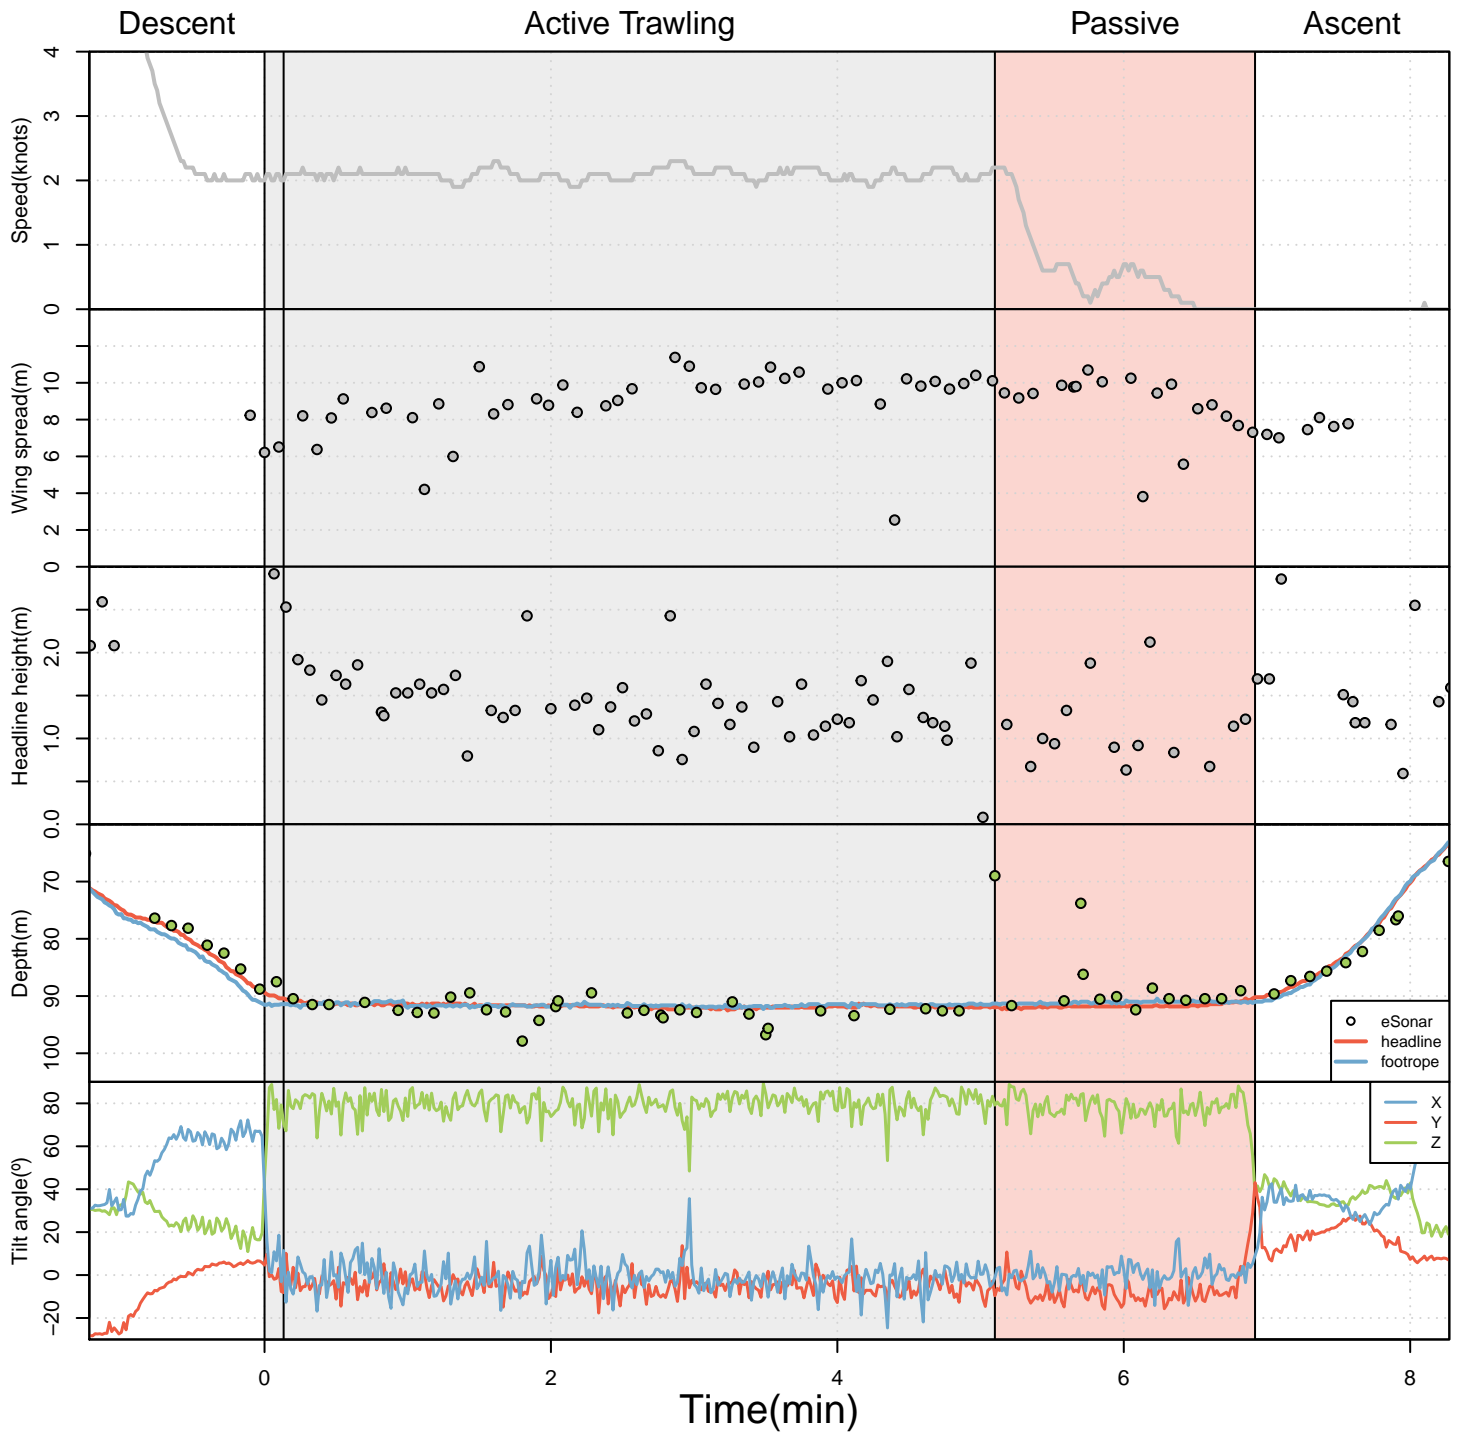 Descent Active Trawling Passive Ascent
Speed(knots)
4
3
2
1
0
Wing spread(m)
10
8
6
4
2
0
Headline height(m)
2.0
1.0
0.0
Depth(m)
70
80
90
100
eSonar
headline
footrope
Tilt angle(º)
80
60
40
20
0
−20
X
Y
Z
0 2 4 6 8
Time(min)